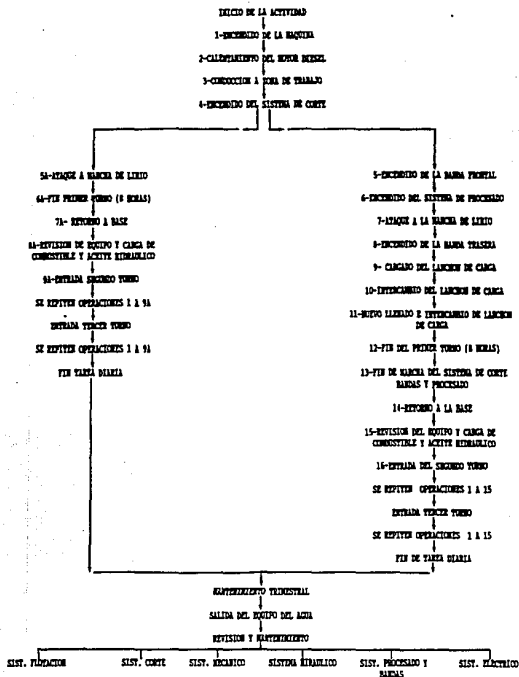 INICIO DE LA ACTIVIDAD
1-ENCENDIDO DE LA MAQUINA
2-CALENTAMIENTO DEL MOTOR DIESEL
3-CONDUCCION A ZONA DE TRABAJO
4-ENCENDIDO DEL SISTEMA DE CORTE
5A-ATAQUE A MANCHA DE LIRIO
6A-FIN PRIMER TURNO (8 HORAS)
7A- RETORNO A BASE
8A-REVISION DE EQUIPO Y CARGA DE
COMBUSTIBLE Y ACEITE HIDRAULICO
9A-ENTRADA SEGUNDO TURNO
SE REPITEN OPERACIONES 1 A 9A
ENTRADA TERCER TURNO
SE REPITEN OPERACIONES 1 A 9A
FIN TAREA DIARIA
5-ENCENDIDO DE LA BANDA FRONTAL
6-ENCENDIDO DEL SISTEMA DE PROCESADO
7-ATAQUE A LA MANCHA DE LIRIO
8-ENCENDIDO DE LA BANDA TRASERA
9- CARGADO DEL LANCHON DE CARGA
10-INTERCAMBIO DEL LANCHON DE CARGA
11-NUEVO LLENADO E INTERCAMBIO DE LANCHON
DE CARGA
12-FIN DEL PRIMER TURNO (8 HORAS)
13-FIN DE MARCHA DEL SISTEMA DE CORTE
BANDAS Y PROCESADO
14-RETORNO A LA BASE
15-REVISION DEL EQUIPO Y CARGA DE
COMBUSTIBLE Y ACEITE HIDRAULICO
16-ENTRADA DEL SEGUNDO TURNO
SE REPITEN OPERACIONES 1 A 15
ENTRADA TERCER TURNO
SE REPITEN OPERACIONES 1 A 15
FIN DE TAREA DIARIA
MANTENIMIENTO TRIMESTRAL
SALIDA DEL EQUIPO DEL AGUA
REVISION Y MANTENIMIENTO
SIST. FLOTACION
SIST. CORTE
SIST. MECANICO
SISTEMA HIRAULICO
SIST. PROCESADO Y
BANDAS
SIST. ELECTRICO